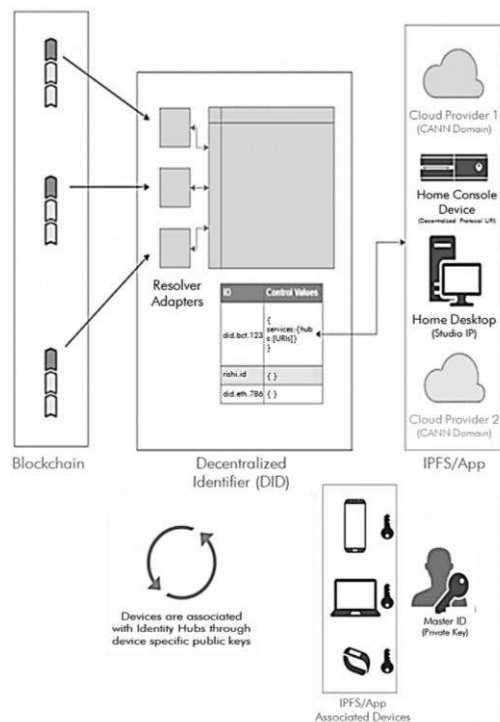 Cloud Provider 1
(CANN Domain)
Home Console
Device
(Decentralized Protocol URI)
Home Desktop
(Studio IP)
Cloud Provider 2
(CANN Domain)
Resolver
Adapters
ID Control Values
did.bct.123 {
services:{hub
s:[URIs]}
}
rishi.id { }
did.eth.786 { }
Blockchain
Decentralized
Identifier (DID)
IPFS/App
Devices are associated
with Identity Hubs through
device specific public keys
Master ID
(Private Key)
IPFS/App
Associated Devices